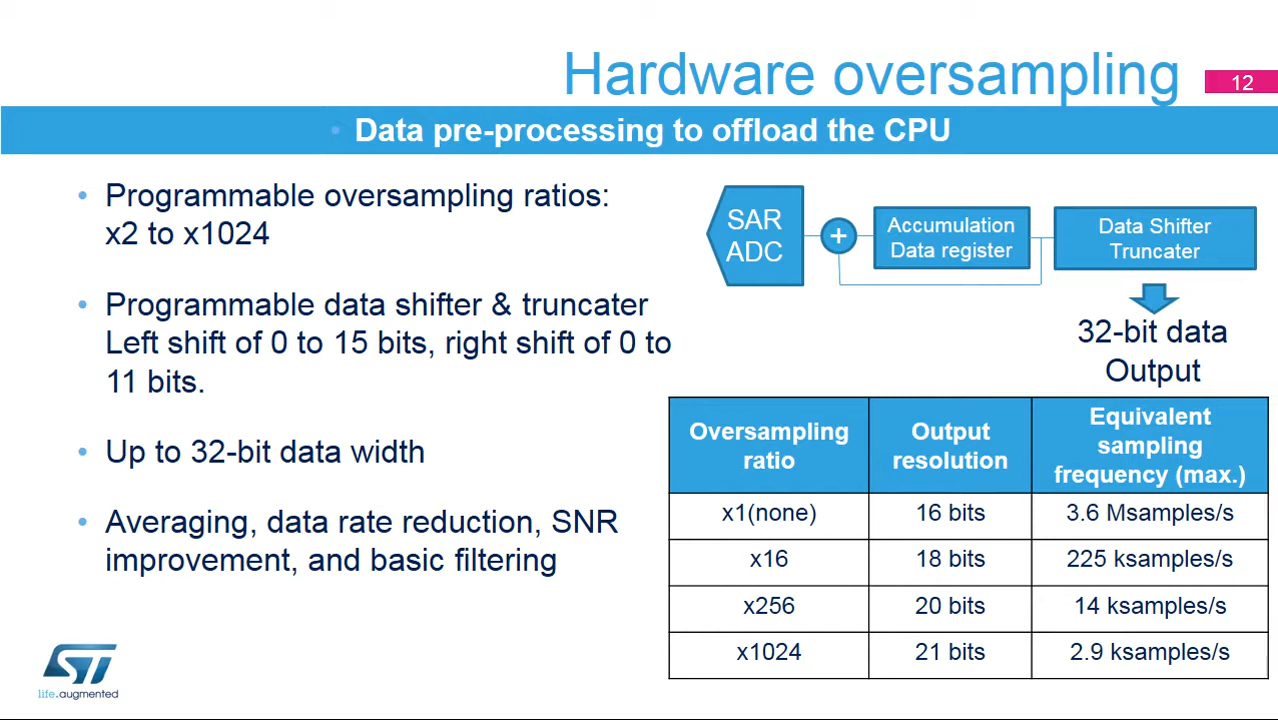 Hardware oversampling
12
• Data pre-processing to offload the CPU
• Programmable oversampling ratios:
x2 to x1024
• Programmable data shifter & truncater
Left shift of 0 to 15 bits, right shift of 0 to
11 bits.
• Up to 32-bit data width
• Averaging, data rate reduction, SNR
improvement, and basic filtering
SAR
ADC
+
Accumulation
Data register
Data Shifter
Truncater
32-bit data
Output
Oversampling
ratio
Output
resolution
Equivalent
sampling
frequency (max.)
x1(none) 16 bits 3.6 Msamples/s
x16 18 bits 225 ksamples/s
x256 20 bits 14 ksamples/s
x1024 21 bits 2.9 ksamples/s
ST
life.augmented